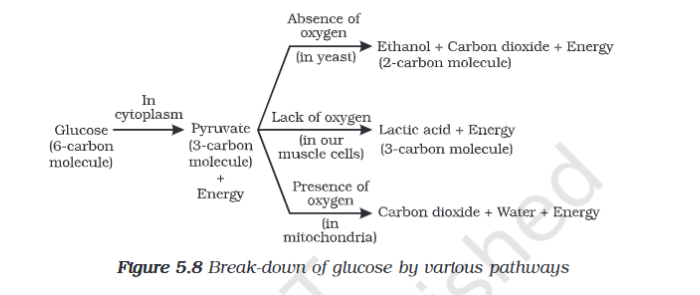 Absence of
oxygen
(in yeast)
Ethanol + Carbon dioxide + Energy
(2-carbon molecule)
In
cytoplasm
Glucose
(6-carbon
molecule)
Pyruvate
(3-carbon
molecule)
+
Energy
Lack of oxygen
(in our
muscle cells)
Lactic acid + Energy
(3-carbon molecule)
Presence of
oxygen
(in
mitochondria)
Carbon dioxide + Water + Energy
Figure 5.8 Break-down of glucose by various pathways